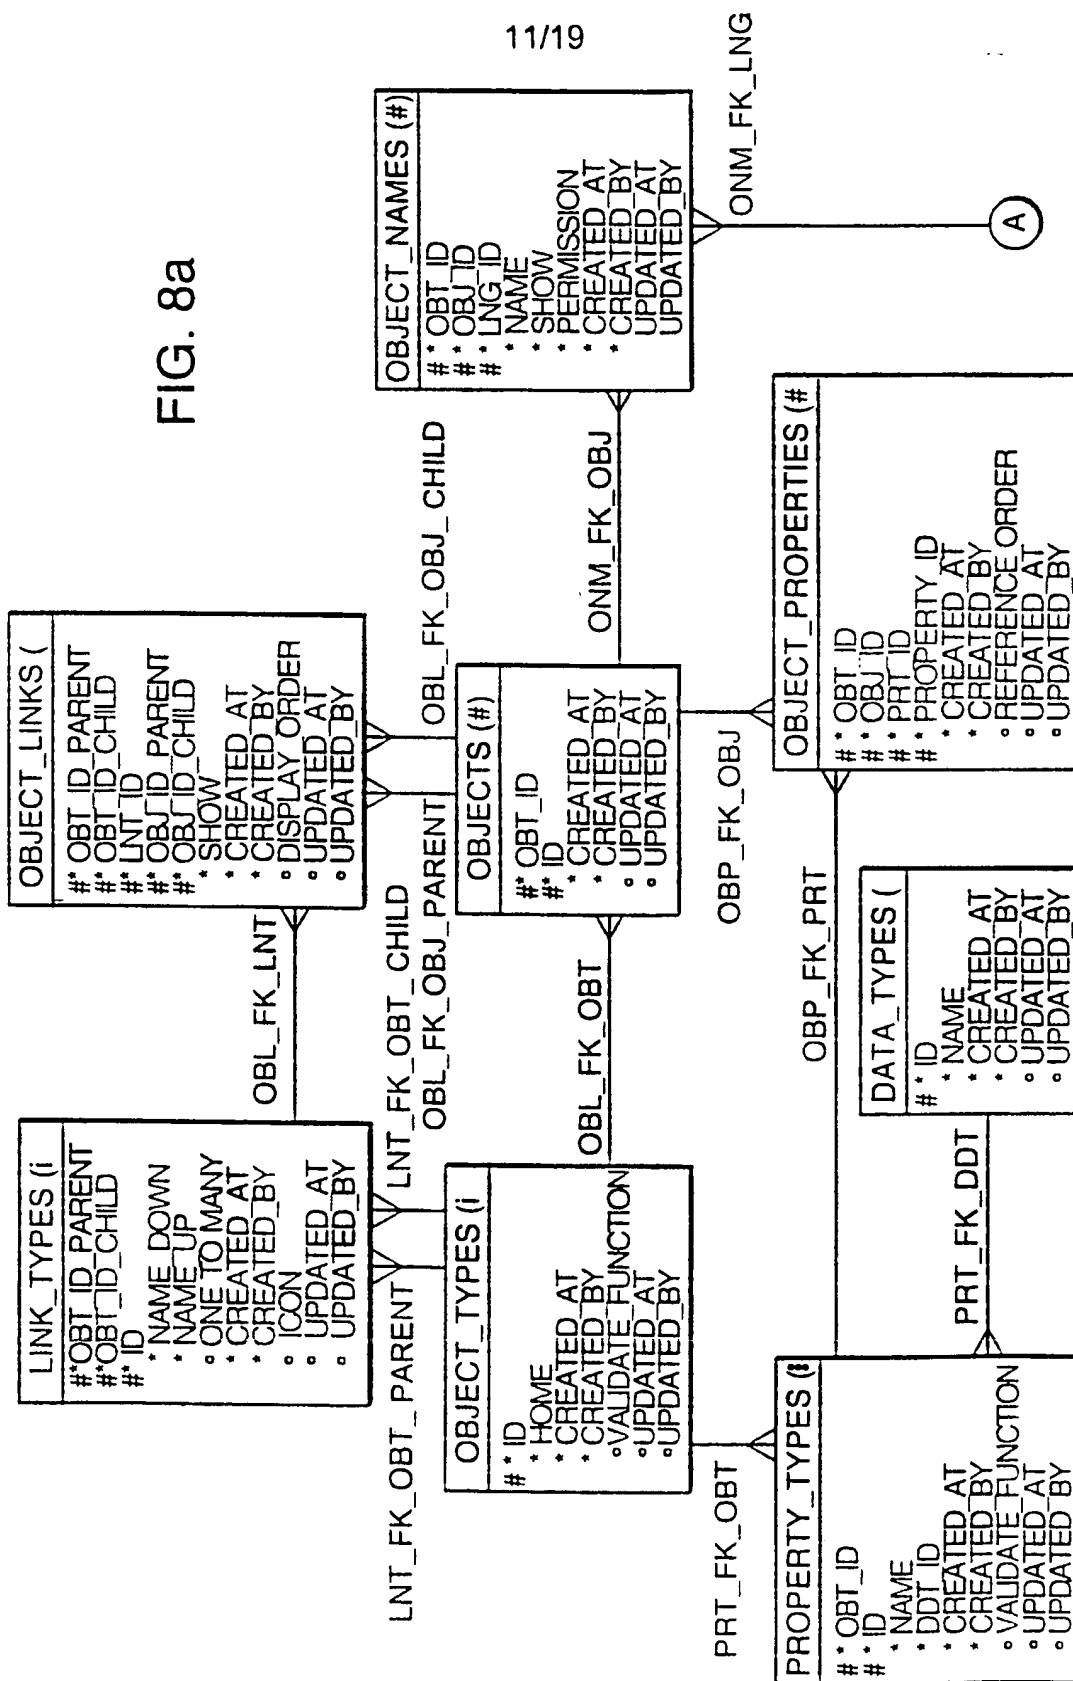 11/19
FIG. 8a
LINK_TYPES (i
#*OBT_ID_PARENT
#*OBT_ID_CHILD
#*ID
* NAME_DOWN
* NAME_UP
o ONE TO MANY
* CREATED_AT
* CREATED_BY
o ICON
o UPDATED_AT
o UPDATED_BY
OBL_FK_LNT
OBJECT_LINKS (
#* OBT_ID_PARENT
#* OBT_ID_CHILD
#* LNT_ID
#* OBJ_ID_PARENT
#* OBJ_ID_CHILD
* SHOW
* CREATED_AT
* CREATED_BY
o DISPLAY_ORDER
o UPDATED_AT
o UPDATED_BY
LNT_FK_OBT_PARENT
LNT_FK_OBT_CHILD
OBL_FK_OBJ_PARENT
OBL_FK_OBJ_CHILD
OBJECT_TYPES (i
# * ID
* HOME
* CREATED_AT
* CREATED_BY
o VALIDATE_FUNCTION
o UPDATED_AT
o UPDATED_BY
OBL_FK_OBT
OBJECTS (#)
#* OBT_ID
#* ID
* CREATED_AT
* CREATED_BY
o UPDATED_AT
o UPDATED_BY
ONM_FK_OBJ
OBJECT_NAMES (#)
# * OBT_ID
# * OBJ_ID
# * LNG_ID
* NAME
* SHOW
* PERMISSION
* CREATED_AT
* CREATED_BY
UPDATED_AT
UPDATED_BY
ONM_FK_LNG
A
PRT_FK_OBT
OBP_FK_OBJ
OBP_FK_PRT
PROPERTY_TYPES (#
# * OBT_ID
# * ID
* NAME
* DDT_ID
* CREATED_AT
* CREATED_BY
o VALIDATE_FUNCTION
o UPDATED_AT
o UPDATED_BY
PRT_FK_DDT
DATA_TYPES (
# * ID
* NAME
* CREATED_AT
* CREATED_BY
o UPDATED_AT
o UPDATED_BY
OBJECT_PROPERTIES (#
# * OBT_ID
# * OBJ_ID
# * PRT_ID
# * PROPERTY_ID
* CREATED_AT
* CREATED_BY
o REFERENCE_ORDER
o UPDATED_AT
o UPDATED_BY